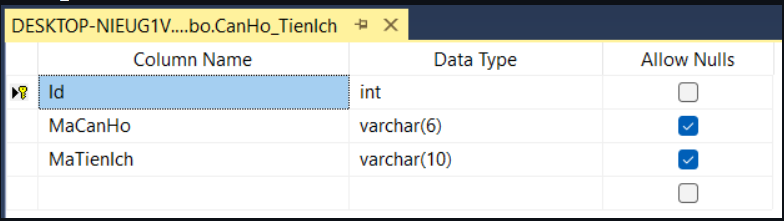 DESKTOP-NIEUG1V....bo.CanHo_TienIch
Column Name Data Type Allow Nulls
Id int
MaCanHo varchar(6)
MaTienIch varchar(10)